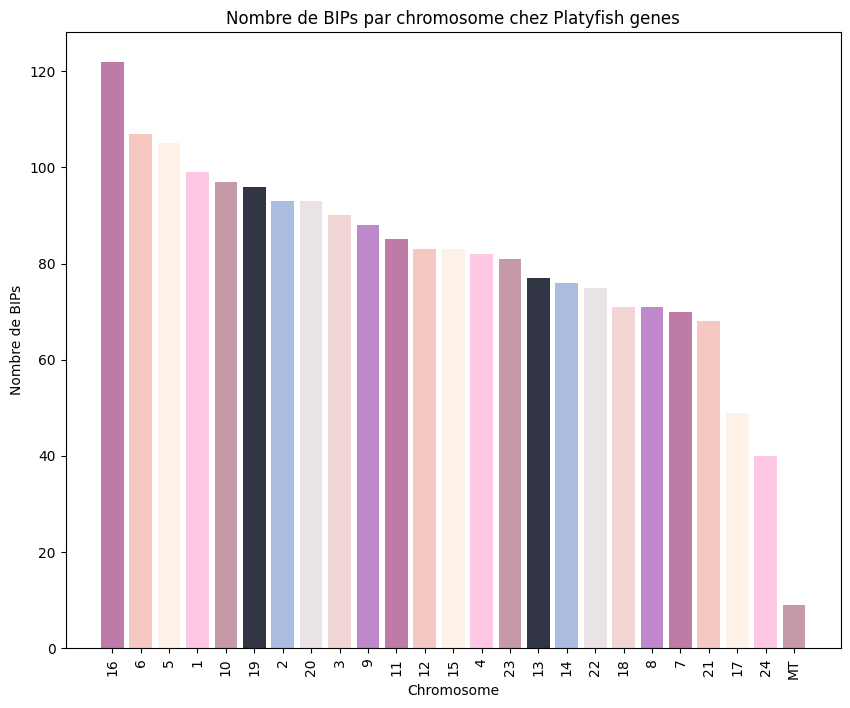 Nombre de BIPs par chromosome chez Platyfish genes
Nombre de BIPs
120
100
80
60
40
20
0
16 6 5 1 10 19 2 20 3 9 11 12 15 4 23 13 14 22 18 8 7 21 17 24 MT
Chromosome